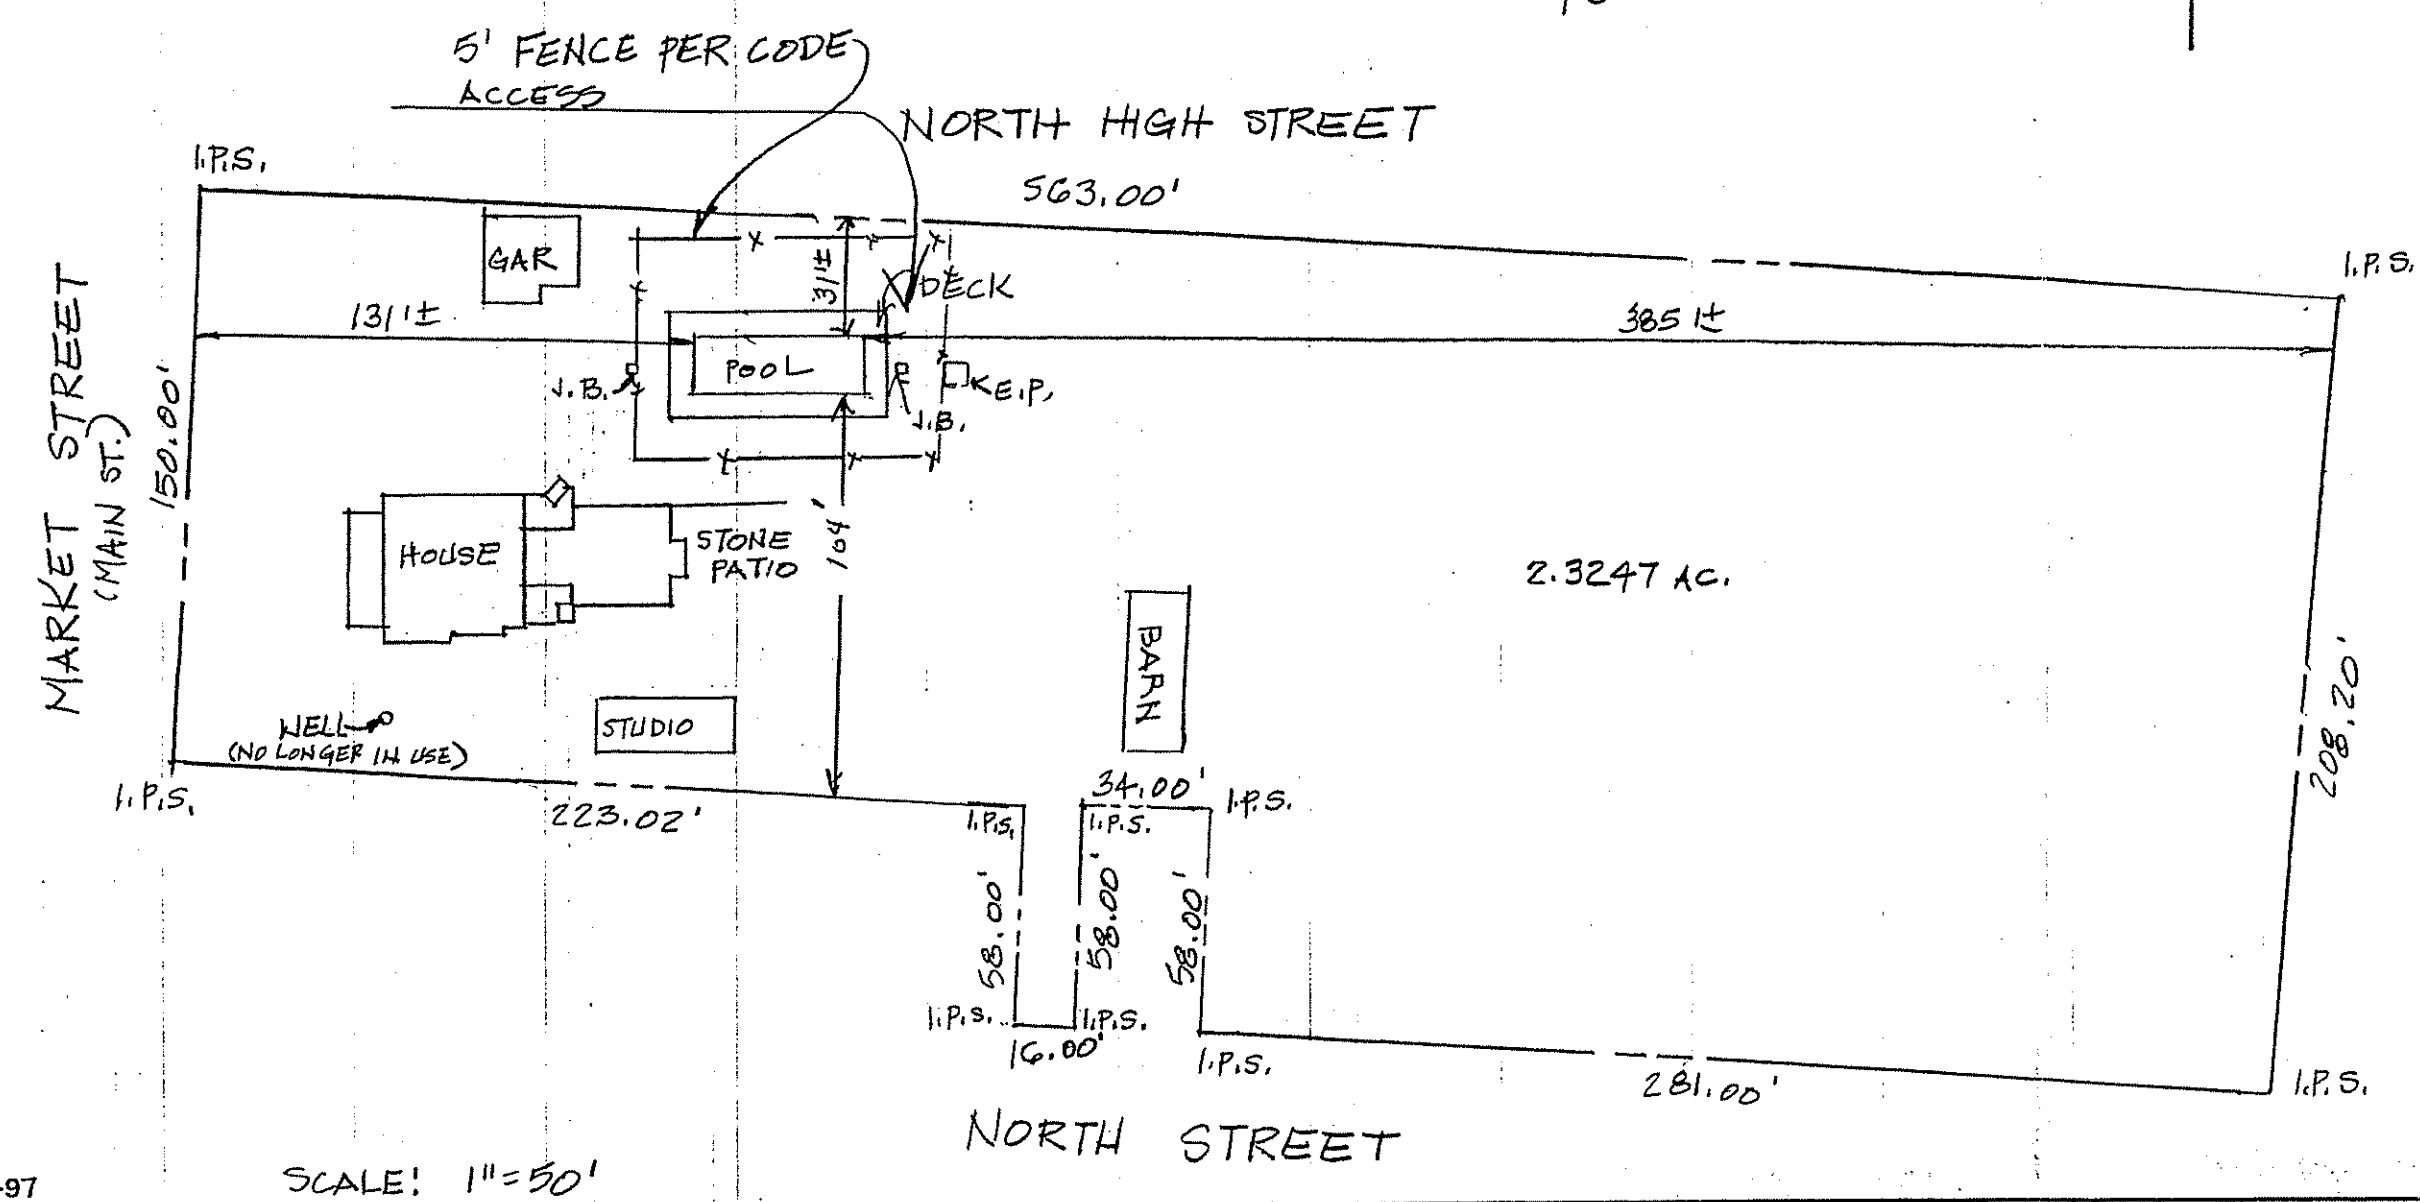 5' FENCE PER CODE
ACCESS
NORTH HIGH STREET
I.P.S.
563.00'
I.P.S.
GAR
31'±
DECK
131'±
385'±
MARKET STREET
(MAIN ST.)
150.00'
POOL
J.B.
E.P.
J.B.
HOUSE
STONE
PATIO
104'
2.3247 AC.
BARN
208.20'
WELL
(NO LONGER IN USE)
STUDIO
I.P.S.
223.02'
34.00'
I.P.S.
I.P.S.
I.P.S.
58.00'
58.00'
58.00'
I.P.S.
I.P.S.
16.00'
I.P.S.
281.00'
I.P.S.
NORTH STREET
SCALE! 1"=50'
-97